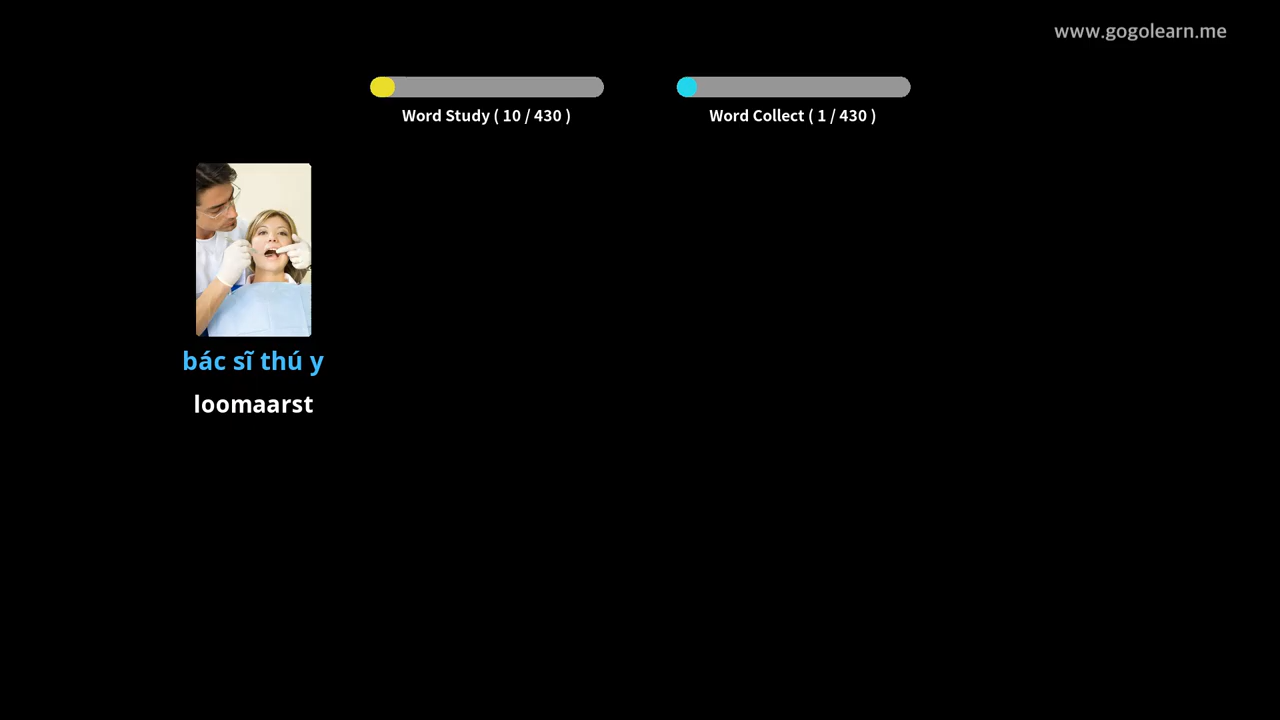 www.gogolearn.me
Word Study ( 10 / 430 )
Word Collect ( 1 / 430 )
bác sĩ thú y
loomaarst